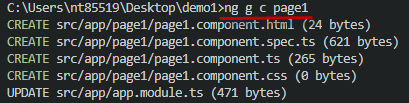 C:\Users\nt85519\Desktop\demo1>ng g c page1
CREATE src/app/page1/page1.component.html (24 bytes)
CREATE src/app/page1/page1.component.spec.ts (621 bytes)
CREATE src/app/page1/page1.component.ts (265 bytes)
CREATE src/app/page1/page1.component.css (0 bytes)
UPDATE src/app/app.module.ts (471 bytes)